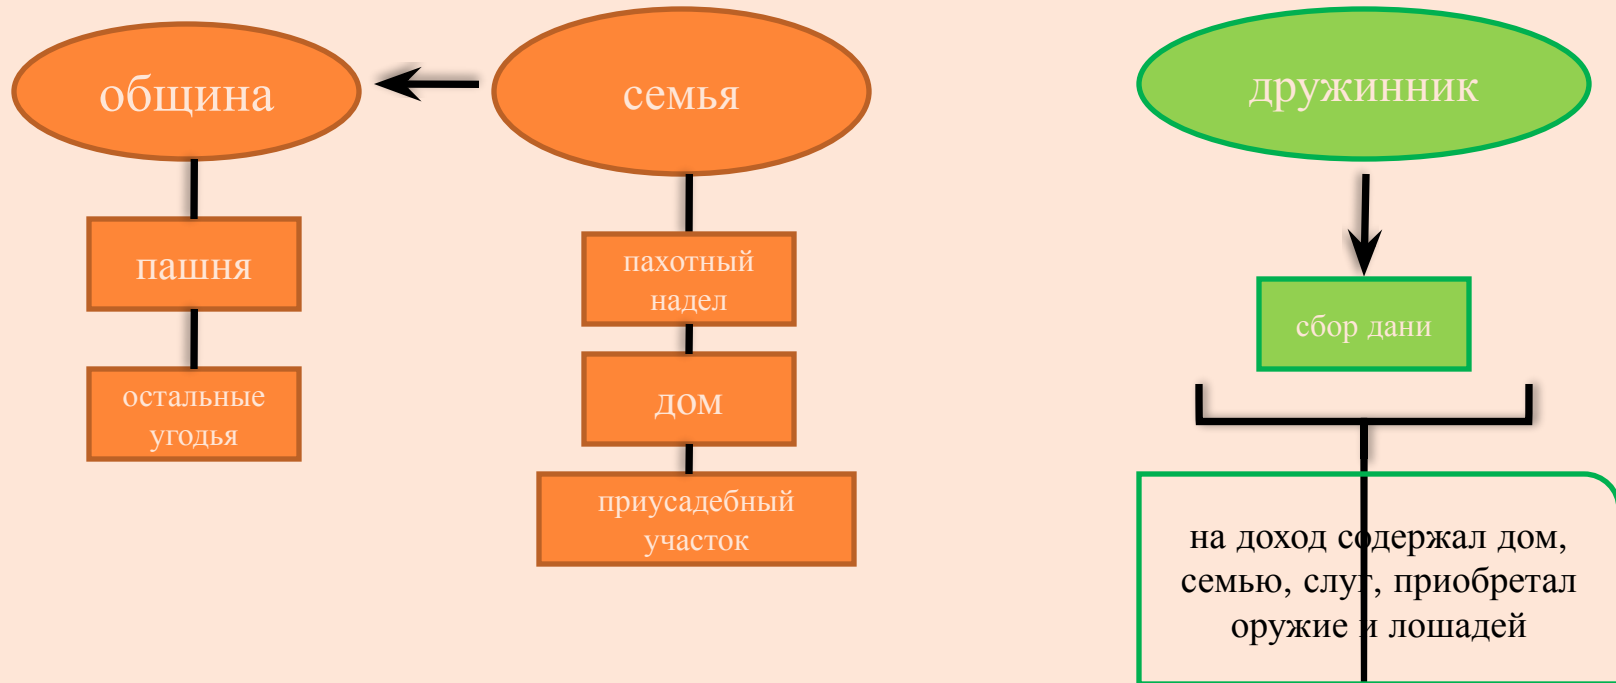 община
пашня
остальные
угодья
семья
пахотный
надел
дом
приусадебный
участок
дружинник
сбор дани
на доход содержал дом,
семью, слуг, приобретал
оружие и лошадей